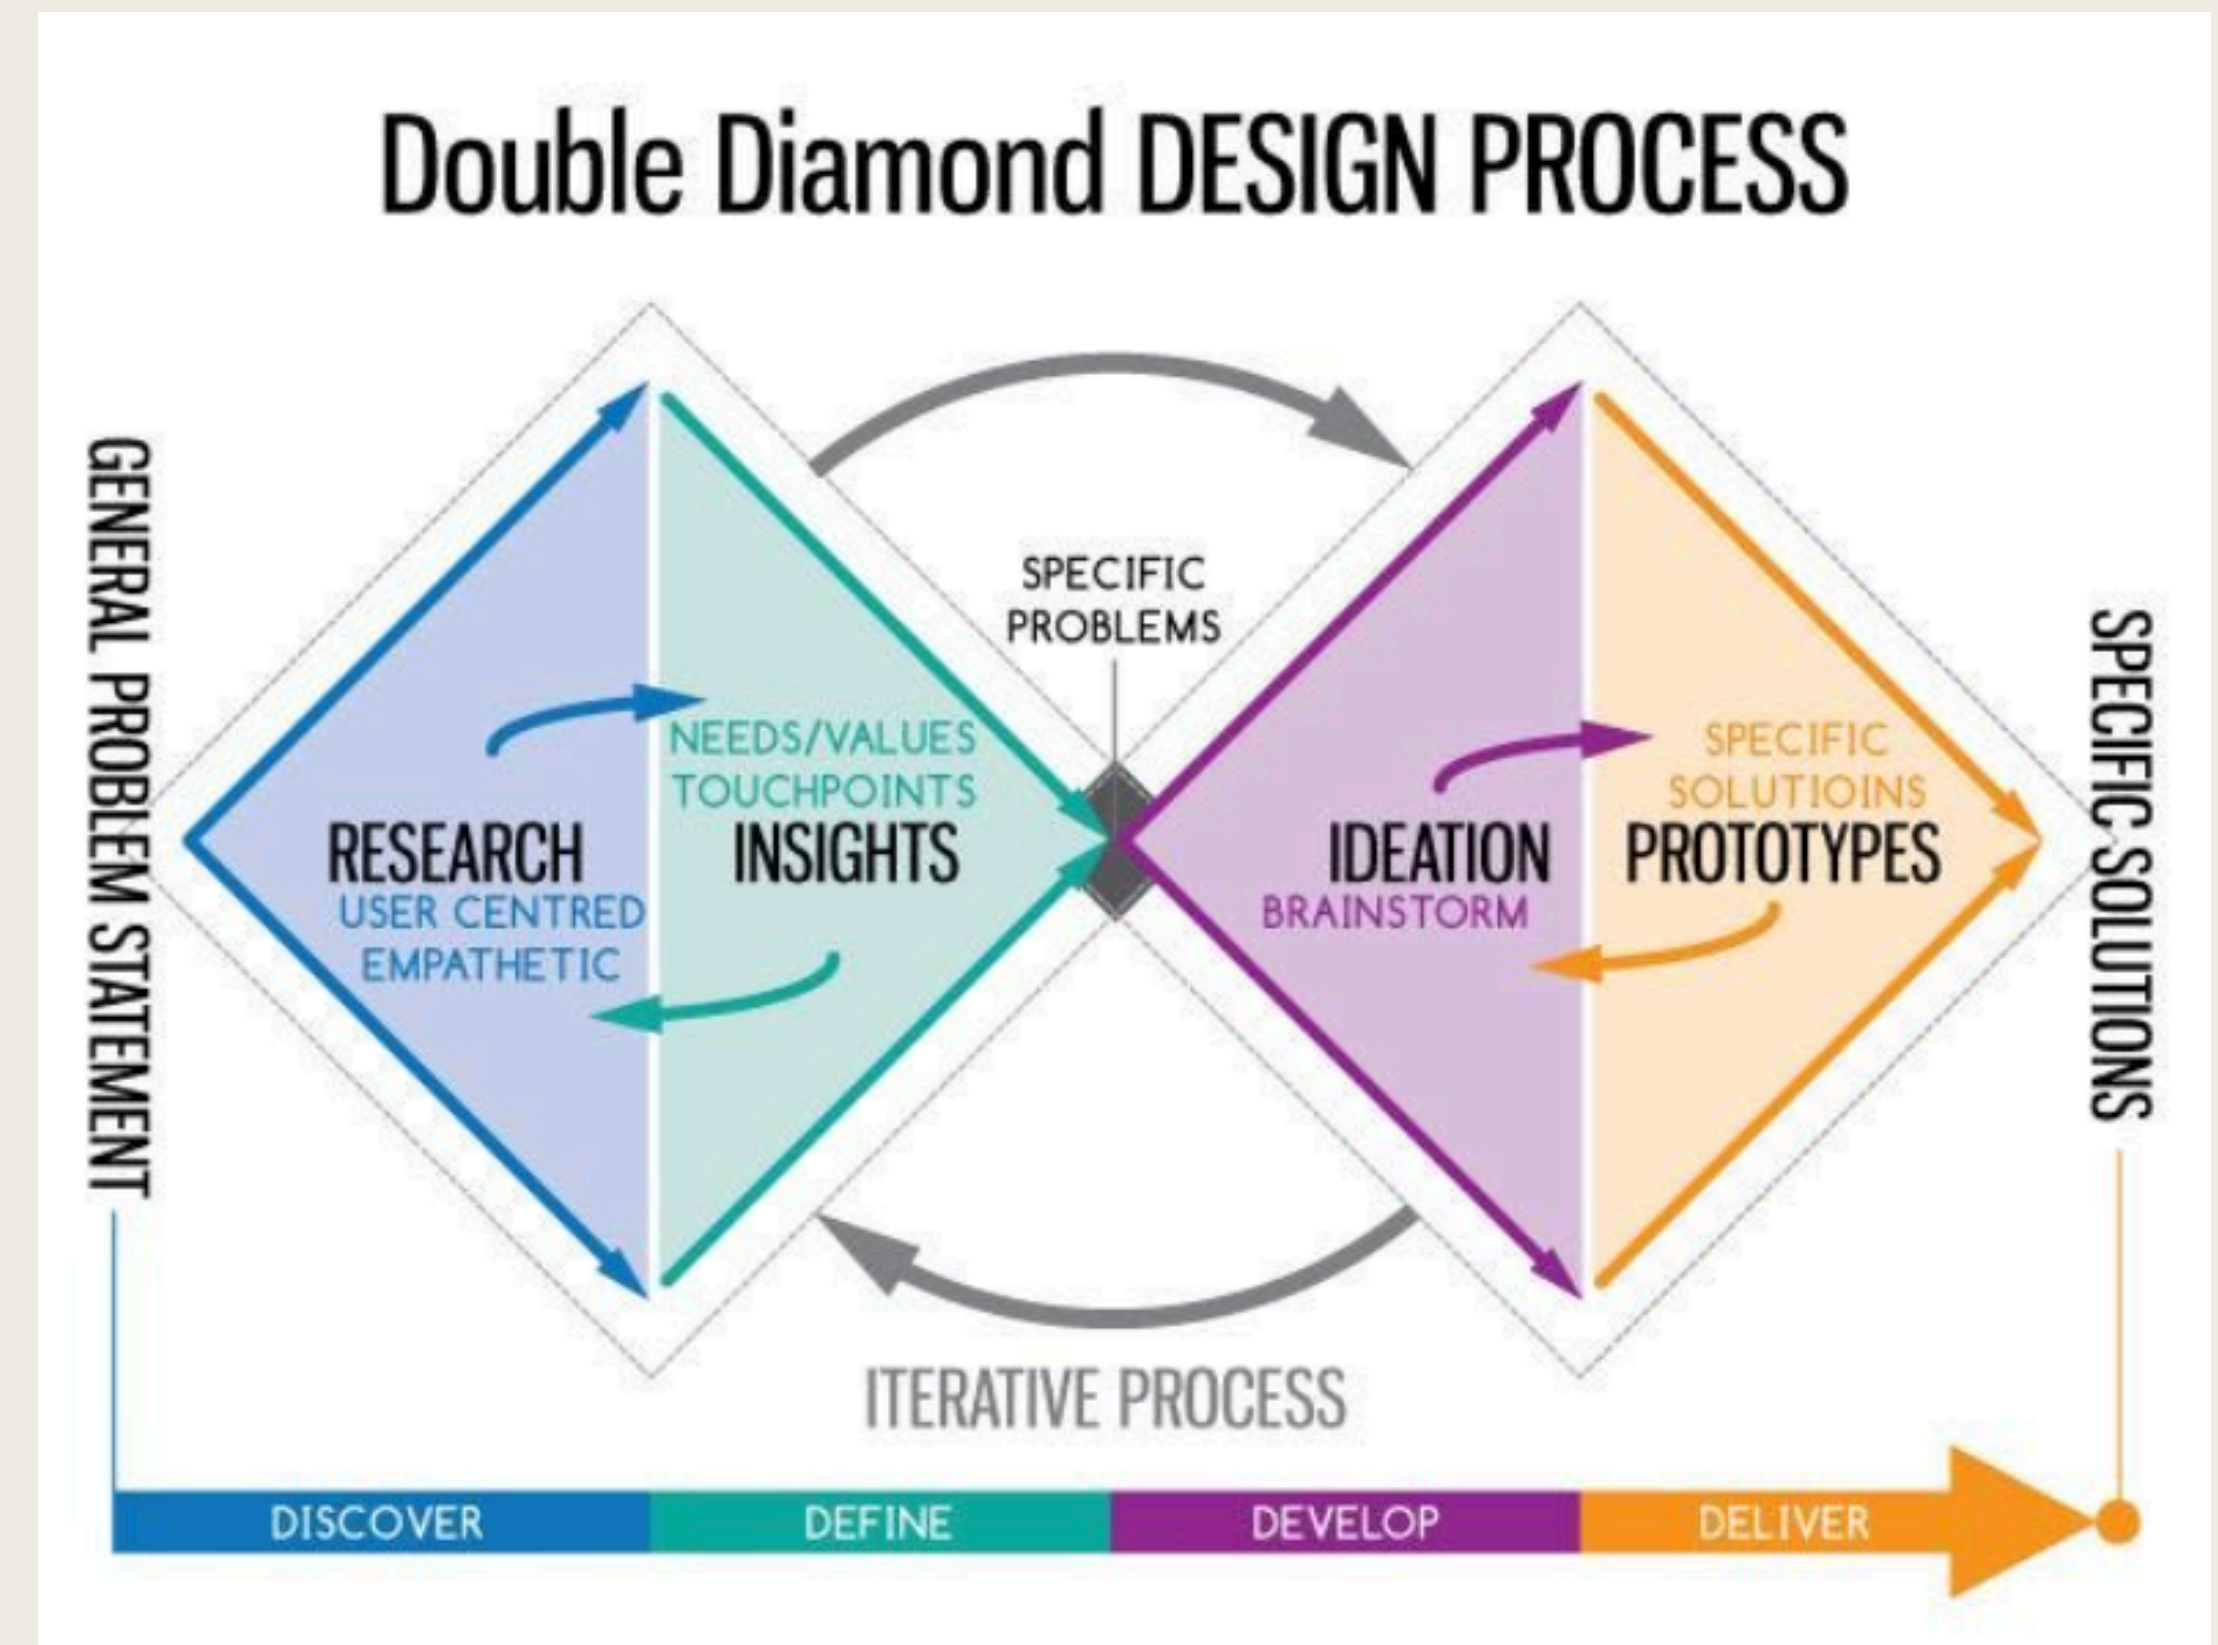 Double Diamond DESIGN PROCESS
GENERAL PROBLEM STATEMENT
RESEARCH
USER CENTRED
EMPATHETIC
NEEDS/VALUES
TOUCHPOINTS
INSIGHTS
SPECIFIC
PROBLEMS
IDEATION
BRAINSTORM
SPECIFIC
SOLUTIOINS
PROTOTYPES
SPECIFIC SOLUTIONS
ITERATIVE PROCESS
DISCOVER
DEFINE
DEVELOP
DELIVER